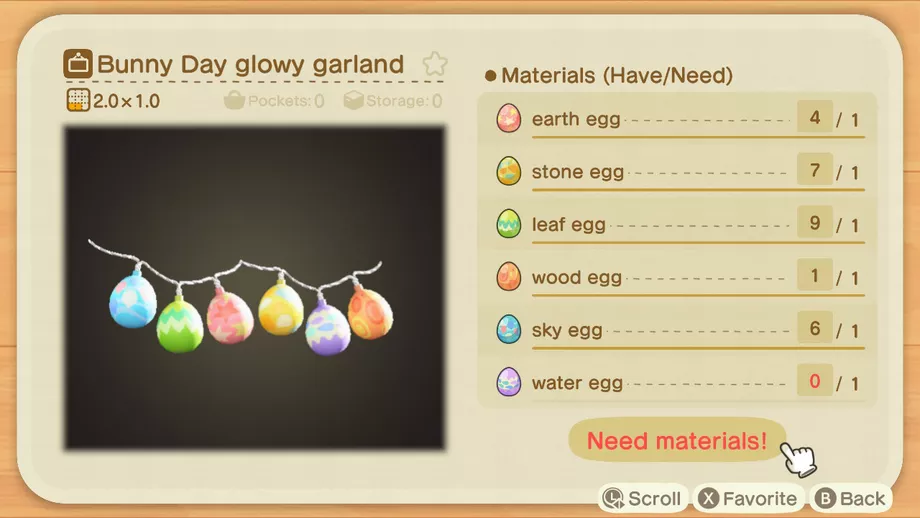 Bunny Day glowy garland
2.0×1.0 Pockets: 0 Storage: 0
Materials (Have/Need)
earth egg 4 / 1
stone egg 7 / 1
leaf egg 9 / 1
wood egg 1 / 1
sky egg 6 / 1
water egg 0 / 1
Need materials!
L Scroll X Favorite B Back